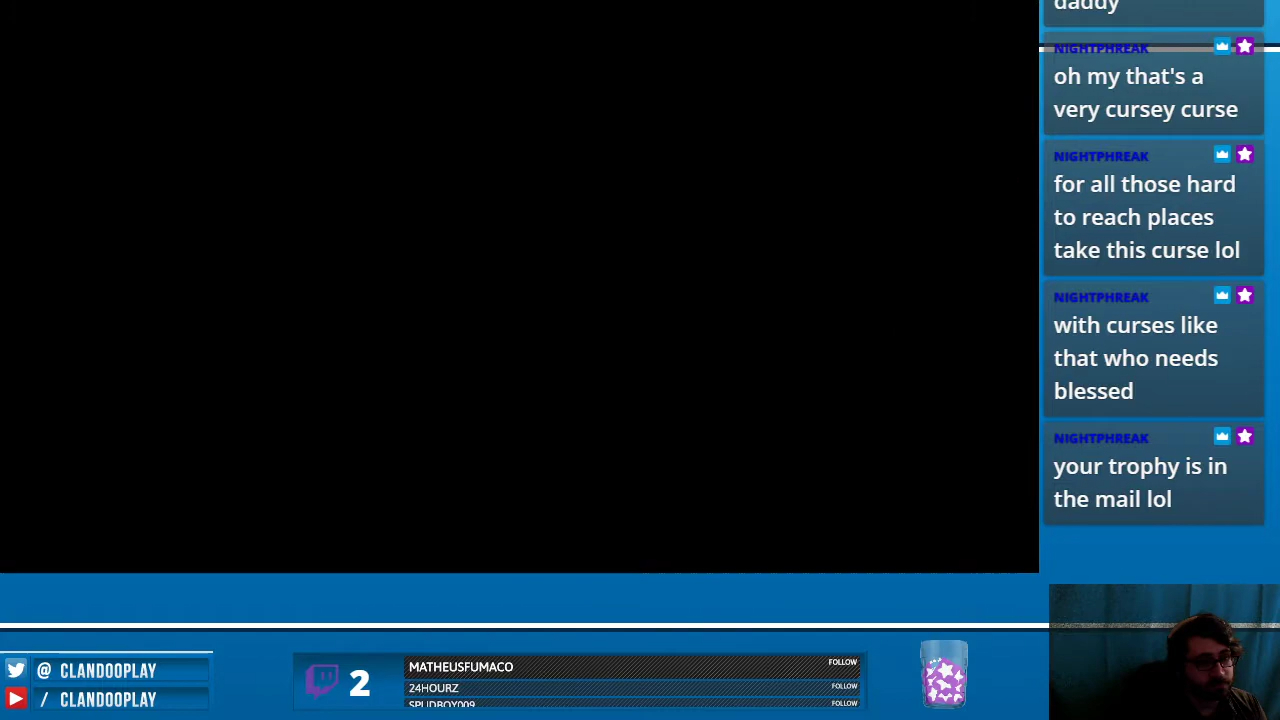 daddy
NIGHTPHREAK
oh my that's a
very cursey curse
NIGHTPHREAK
for all those hard
to reach places
take this curse lol
NIGHTPHREAK
with curses like
that who needs
blessed
NIGHTPHREAK
your trophy is in
the mail lol
@ CLANDOOPLAY
/ CLANDOOPLAY
2
MATHEUSFUMACO FOLLOW
24HOURZ FOLLOW
SPUDBOY009 FOLLOW